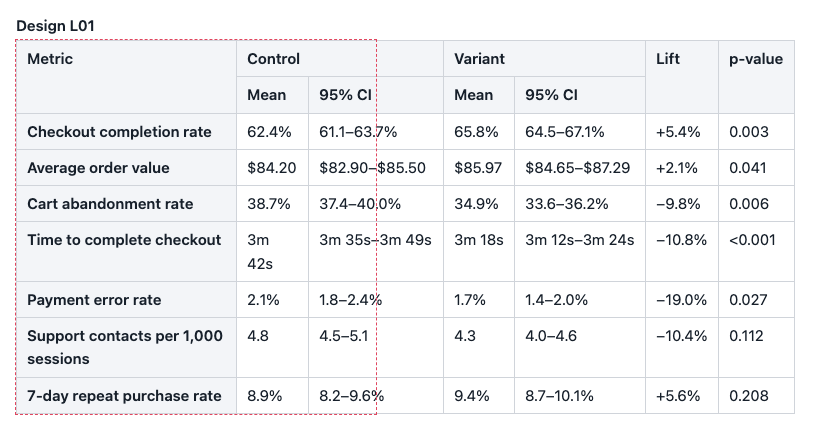 Design L01
Metric Control Variant Lift p-value
Mean 95% CI Mean 95% CI
Checkout completion rate 62.4% 61.1–63.7% 65.8% 64.5–67.1% +5.4% 0.003
Average order value $84.20 $82.90–$85.50 $85.97 $84.65–$87.29 +2.1% 0.041
Cart abandonment rate 38.7% 37.4–40.0% 34.9% 33.6–36.2% −9.8% 0.006
Time to complete checkout 3m 3m 35s–3m 49s 3m 18s 3m 12s–3m 24s −10.8% <0.001
42s
Payment error rate 2.1% 1.8–2.4% 1.7% 1.4–2.0% −19.0% 0.027
Support contacts per 1,000 4.8 4.5–5.1 4.3 4.0–4.6 −10.4% 0.112
sessions
7-day repeat purchase rate 8.9% 8.2–9.6% 9.4% 8.7–10.1% +5.6% 0.208